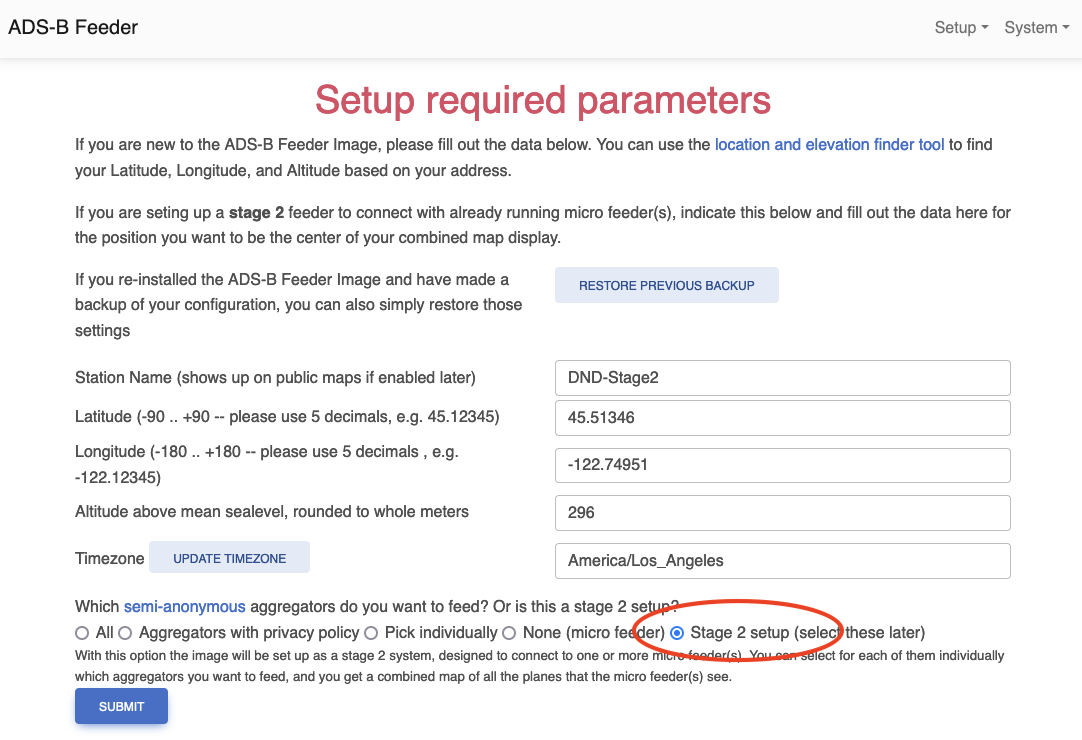 ADS-B Feeder
Setup
System
Setup required parameters
If you are new to the ADS-B Feeder Image, please fill out the data below. You can use the location and elevation finder tool to find
your Latitude, Longitude, and Altitude based on your address.
If you are seting up a stage 2 feeder to connect with already running micro feeder(s), indicate this below and fill out the data here for
the position you want to be the center of your combined map display.
If you re-installed the ADS-B Feeder Image and have made a
backup of your configuration, you can also simply restore those
settings
RESTORE PREVIOUS BACKUP
Station Name (shows up on public maps if enabled later)
DND-Stage2
Latitude (-90 .. +90 -- please use 5 decimals, e.g. 45.12345)
45.51346
Longitude (-180 .. +180 -- please use 5 decimals , e.g.
-122.12345)
-122.74951
Altitude above mean sealevel, rounded to whole meters
296
Timezone
UPDATE TIMEZONE
America/Los_Angeles
Which semi-anonymous aggregators do you want to feed? Or is this a stage 2 setup?
All Aggregators with privacy policy Pick individually None (micro feeder) Stage 2 setup (select these later)
With this option the image will be set up as a stage 2 system, designed to connect to one or more micro feeder(s). You can select for each of them individually
which aggregators you want to feed, and you get a combined map of all the planes that the micro feeder(s) see.
SUBMIT